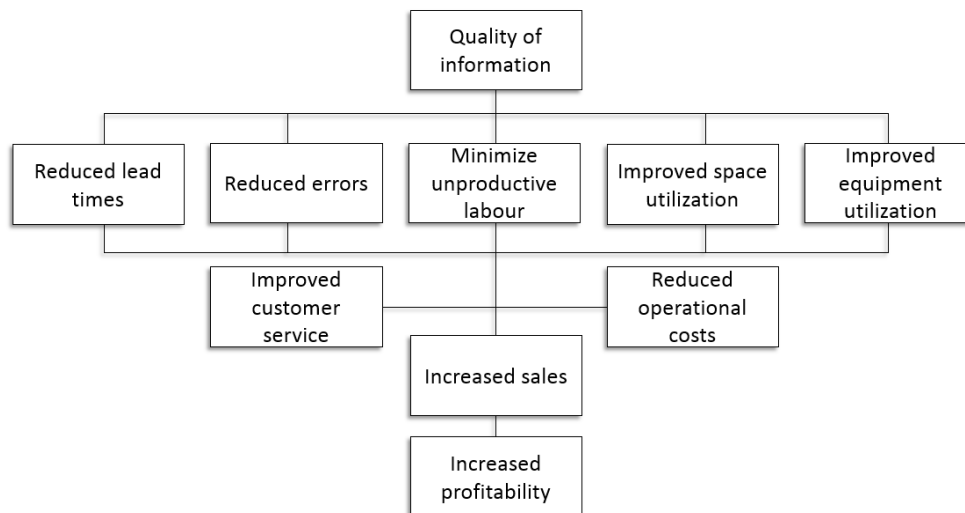 Quality of
information
Reduced lead
times
Reduced errors
Minimize
unproductive
labour
Improved space
utilization
Improved
equipment
utilization
Improved
customer
service
Reduced
operational
costs
Increased sales
Increased
profitability